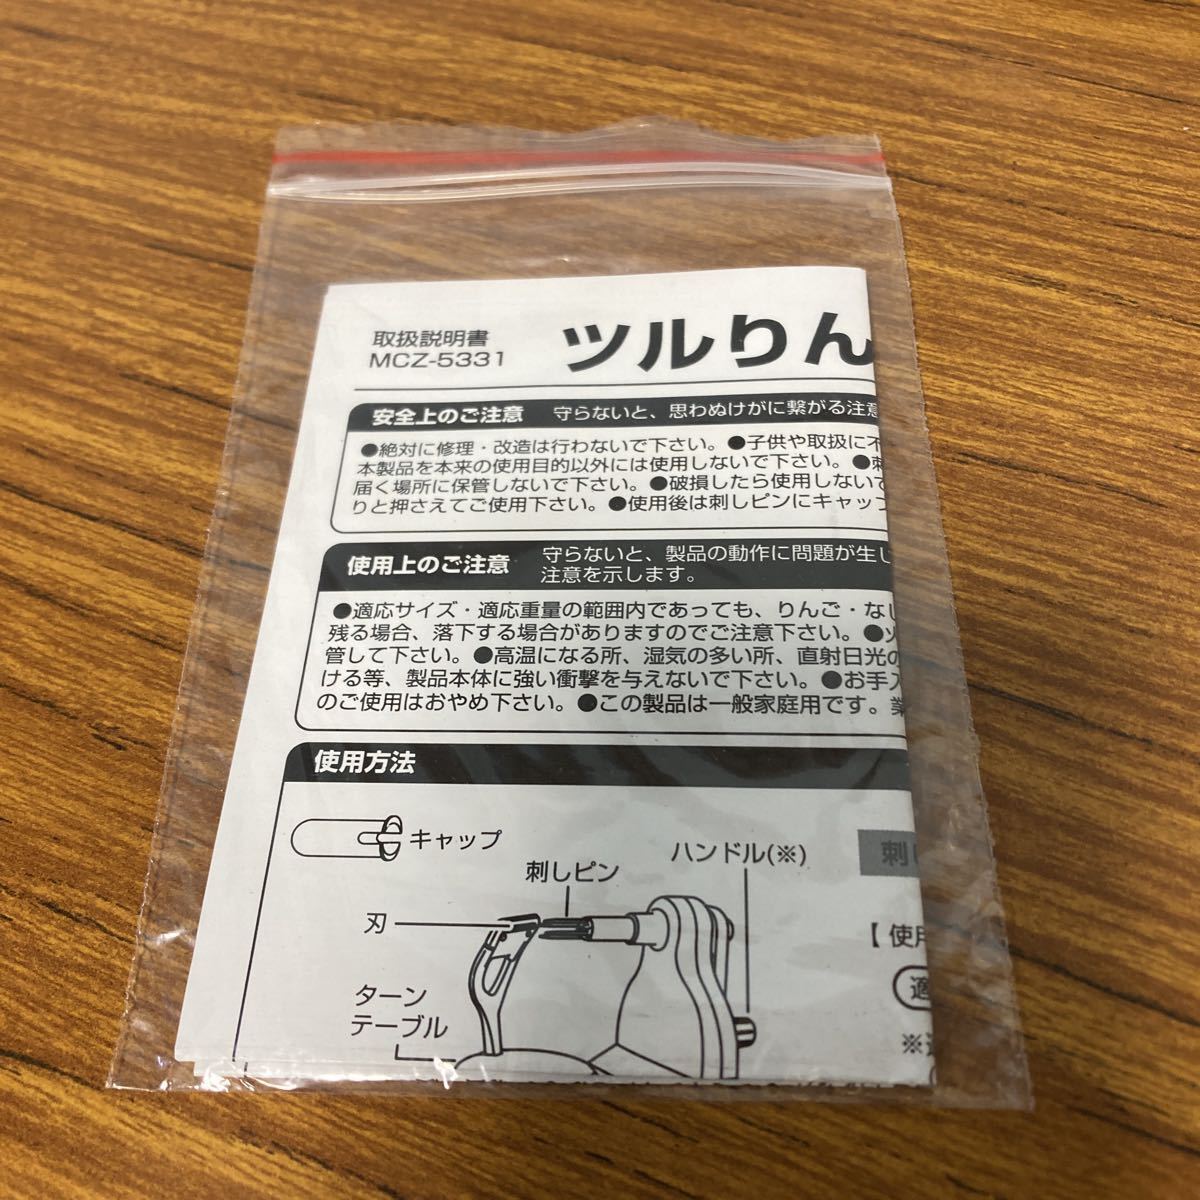 取扱説明書
MCZ-5331
ツルりん
安全上のご注意 守らないと、思わぬけがに繋がる注意
●絶対に修理・改造は行わないで下さい。●子供や取扱に不
本製品を本来の使用目的以外には使用しないで下さい。●刺
届く場所に保管しないで下さい。●破損したら使用しないで
りと押さえてご使用下さい。●使用後は刺しピンにキャップ
使用上のご注意 守らないと、製品の動作に問題が生じ
注意を示します。
●適応サイズ・適応重量の範囲内であっても、りんご・なし
残る場合、落下する場合がありますのでご注意下さい。●
管して下さい。●高温になる所、湿気の多い所、直射日光の
ける等、製品本体に強い衝撃を与えないで下さい。●お手入
のご使用はおやめ下さい。●この製品は一般家庭用です。業
使用方法
キャップ
刺しピン
ハンドル(※)
刃
ターン
テーブル
刺し
【使用
適
※適